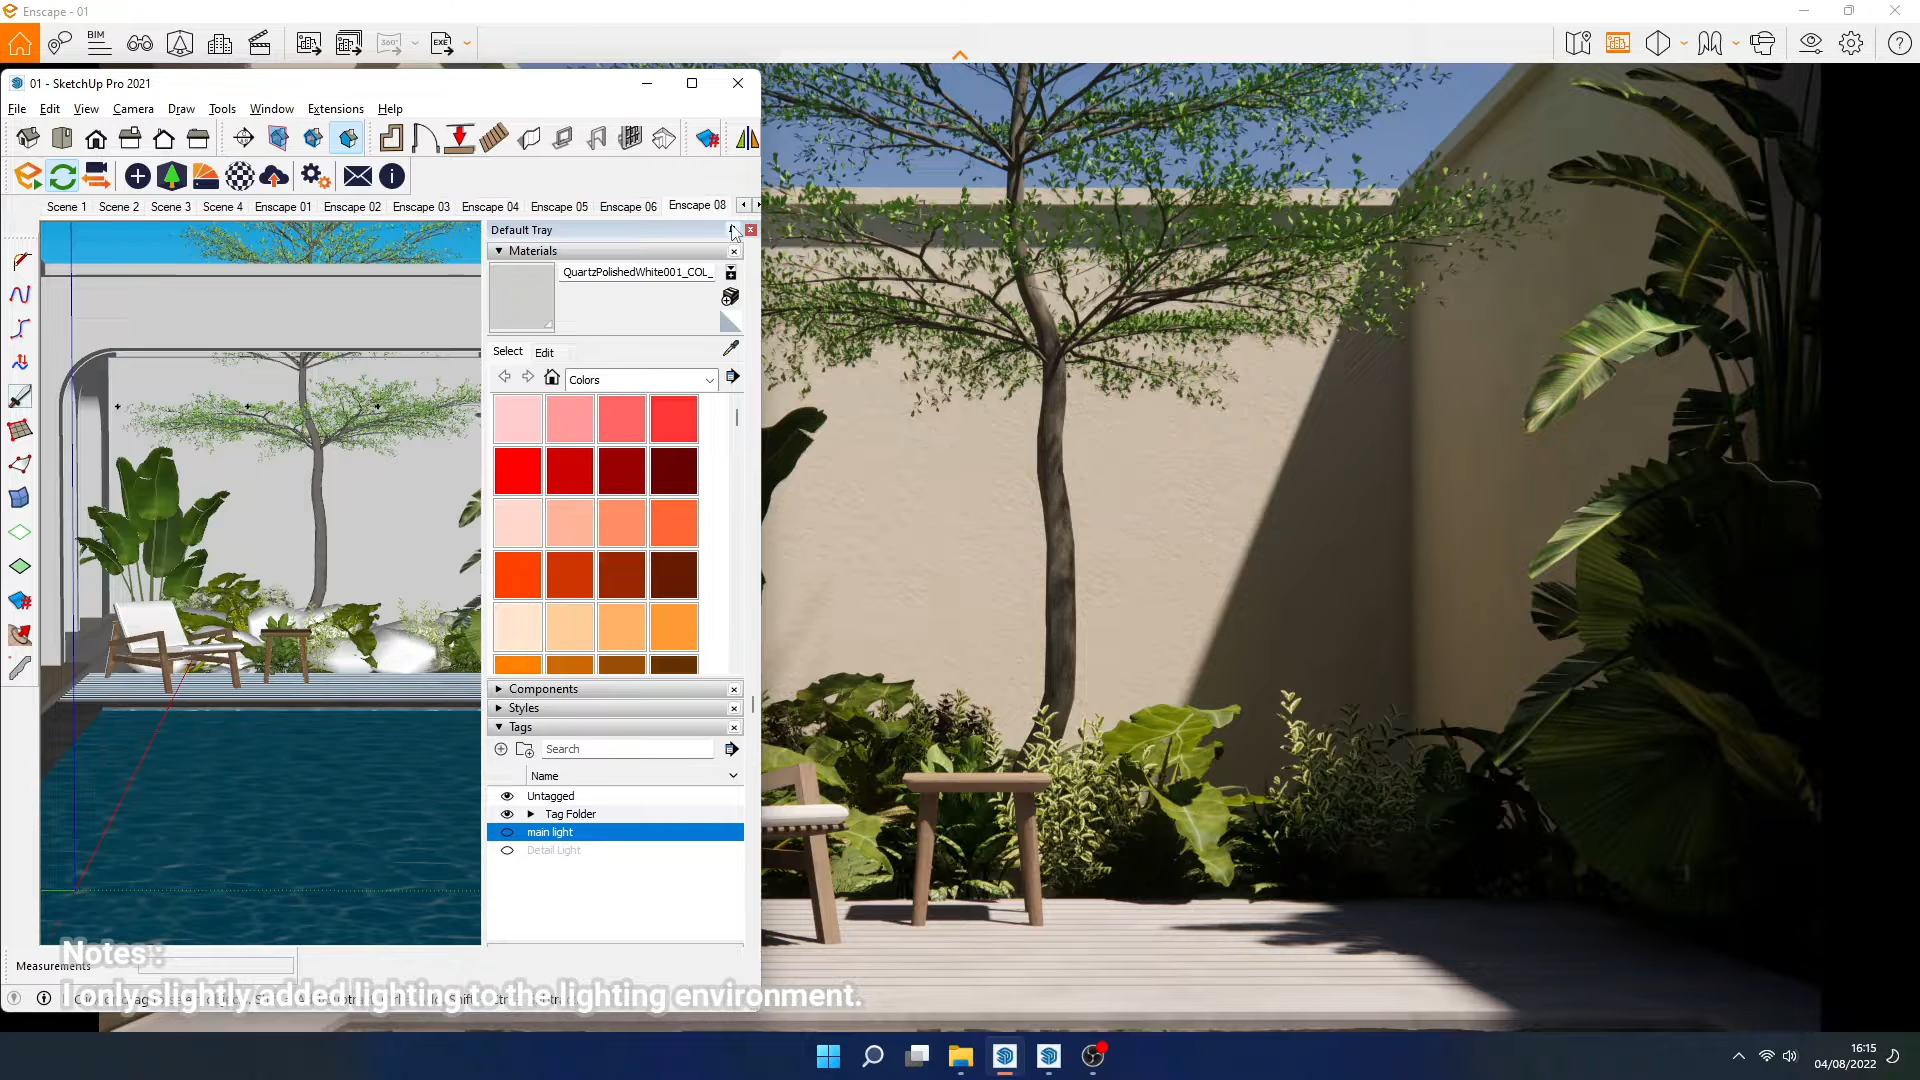 Enscape - 01
BIM
360°
EXE
01 - SketchUp Pro 2021
File Edit View Camera Draw Tools Window Extensions Help
Scene 1 Scene 2 Scene 3 Scene 4 Enscape 01 Enscape 02 Enscape 03 Enscape 04 Enscape 05 Enscape 06 Enscape 08
Default Tray
Materials
QuartzPolishedWhite001_COL_
Select Edit
Colors
Components
Styles
Tags
Search
Name
Untagged
Tag Folder
main light
Detail Light
Notes :
Measurements
I only slightly added lighting to the lighting environment.
16:15
04/08/2022